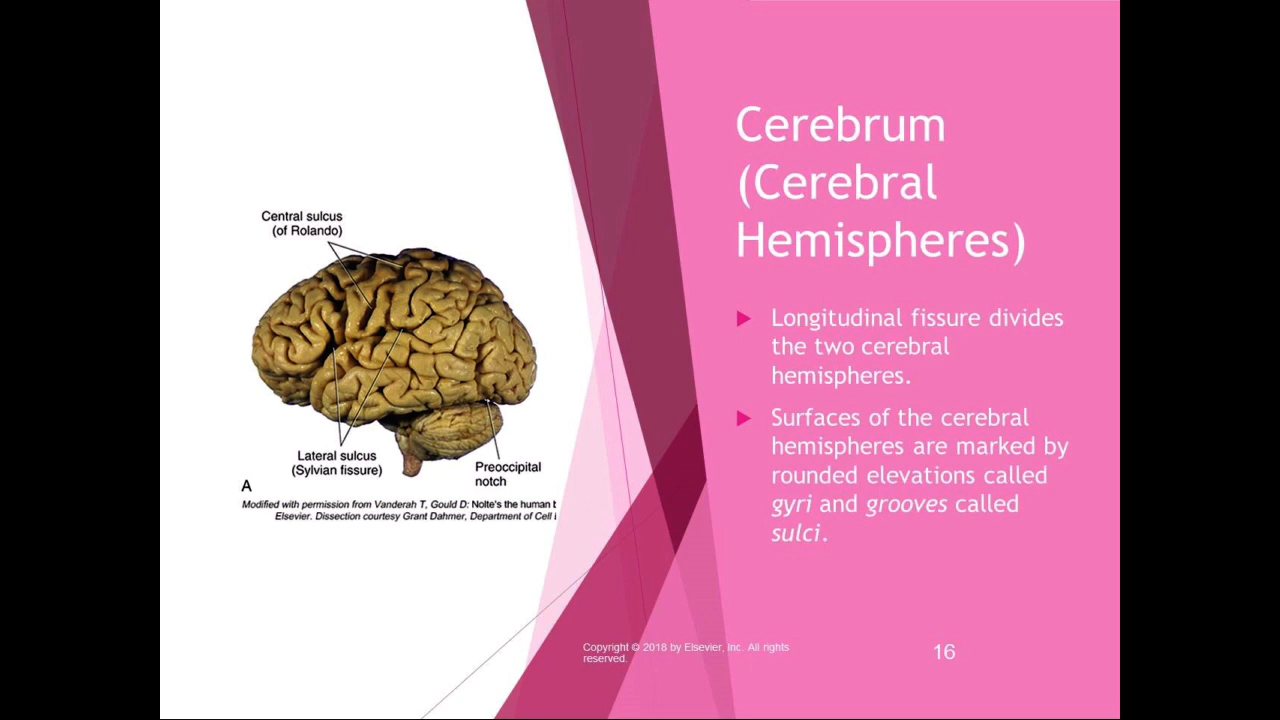 Cerebrum
(Cerebral
Hemispheres)
Longitudinal fissure divides
the two cerebral
hemispheres.
Surfaces of the cerebral
hemispheres are marked by
rounded elevations called
gyri and grooves called
sulci.
Central sulcus
(of Rolando)
Lateral sulcus
(Sylvian fissure)
Preoccipital
notch
A
Modified with permission from Vanderah T, Gould D: Nolte's the human
Elsevier. Dissection courtesy Grant Dahmer, Department of Cell
Copyright © 2018 by Elsevier, Inc. All rights
reserved.
16